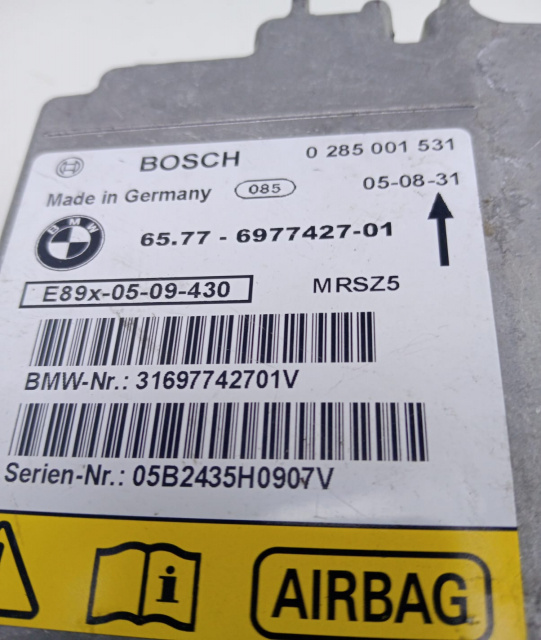 BOSCH 0 285 001 531
Made in Germany 085 05-08-31
BMW 65.77 - 6977427-01
E89x-05-09-430 MRSZ5
BMW-Nr.: 31697742701V
Serien-Nr.: 05B2435H0907V
i AIRBAG